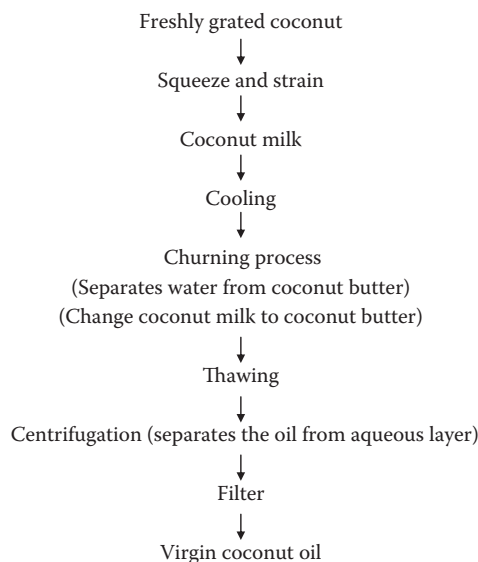 Freshly grated coconut
Squeeze and strain
Coconut milk
Cooling
Churning process
(Separates water from coconut butter)
(Change coconut milk to coconut butter)
Thawing
Centrifugation (separates the oil from aqueous layer)
Filter
Virgin coconut oil